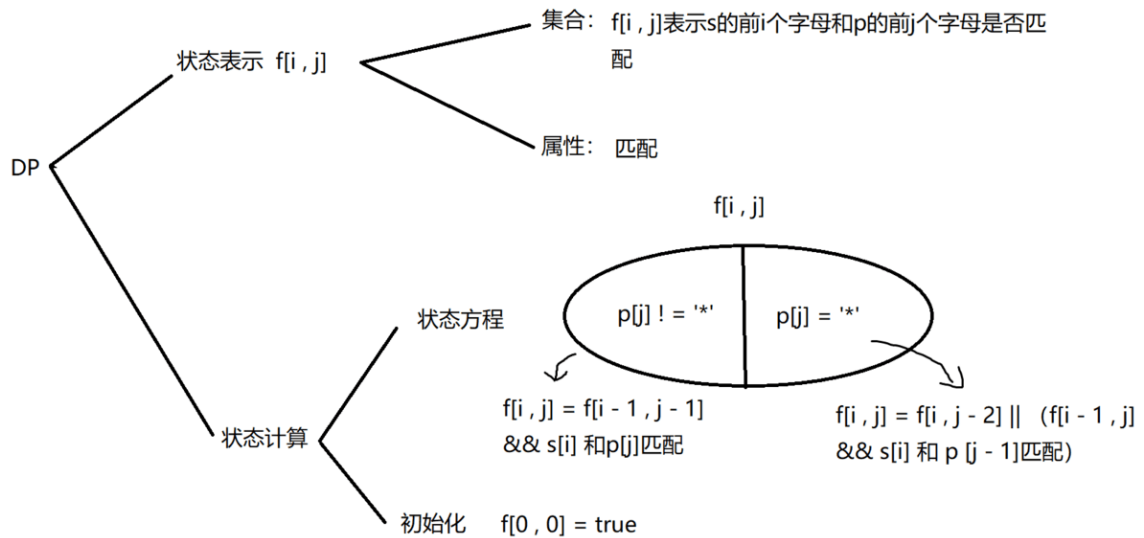 集合： f[i , j]表示s的前i个字母和p的前j个字母是否匹
配
状态表示 f[i , j]
属性： 匹配
DP
f[i , j]
状态方程
p[j] ! = '*'
p[j] = '*'
f[i , j] = f[i - 1 , j - 1]
&& s[i] 和p[j]匹配
f[i , j] = f[i , j - 2] || （f[i - 1 , j]
&& s[i] 和 p [j - 1]匹配）
状态计算
初始化 f[0 , 0] = true